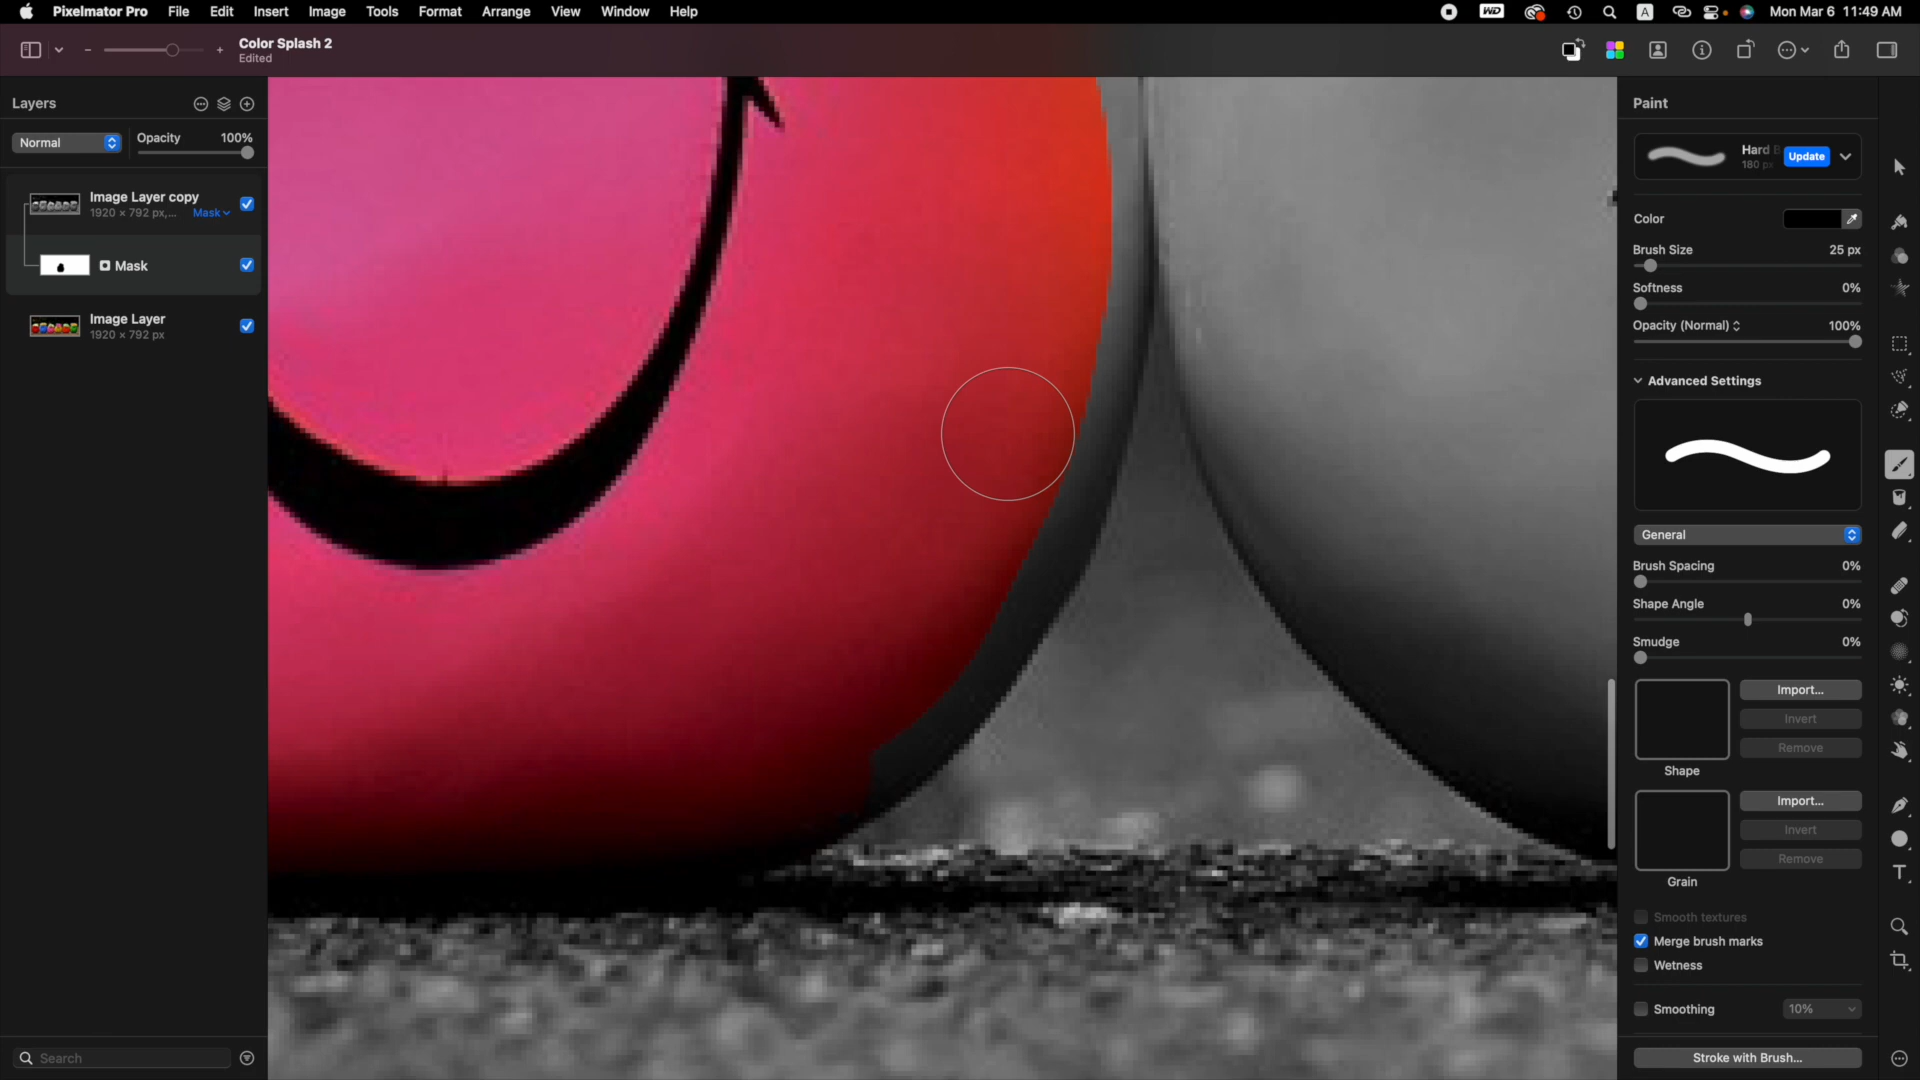 Pixelmator Pro File Edit Insert Image Tools Format Arrange View Window Help
WD A Mon Mar 6 11:49 AM
Color Splash 2
Edited
Layers
Normal
Opacity 100%
Image Layer copy
1920 × 792 px,... Mask
Mask
Image Layer
1920 × 792 px
Search
Paint
Hard B
180 px
Update
Color
Brush Size 25 px
Softness 0%
Opacity (Normal) 100%
Advanced Settings
General
Brush Spacing 0%
Shape Angle 0%
Smudge 0%
Import...
Invert
Remove
Shape
Import...
Invert
Remove
Grain
Smooth textures
Merge brush marks
Wetness
Smoothing 10%
Stroke with Brush...